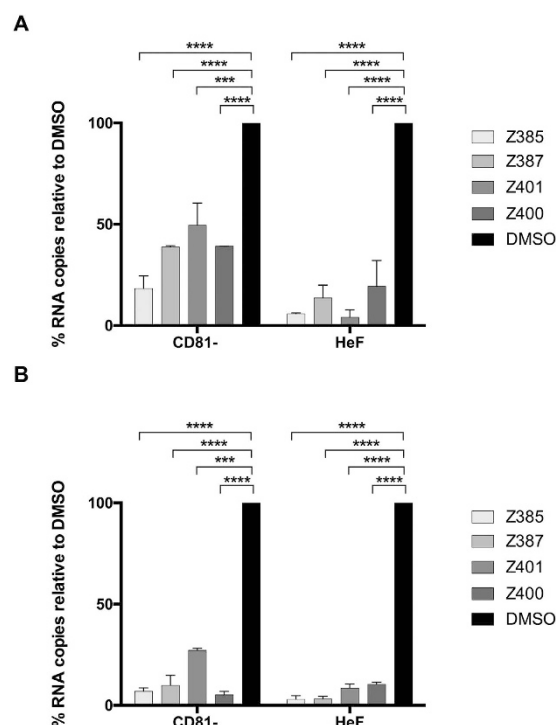 A
**** ****
**** ****
*** ****
**** ****
% RNA copies relative to DMSO
100
50
0
CD81- HeF
Z385
Z387
Z401
Z400
DMSO
B
**** ****
**** ****
*** ****
**** ****
% RNA copies relative to DMSO
100
50
0
CD81- HeF
Z385
Z387
Z401
Z400
DMSO